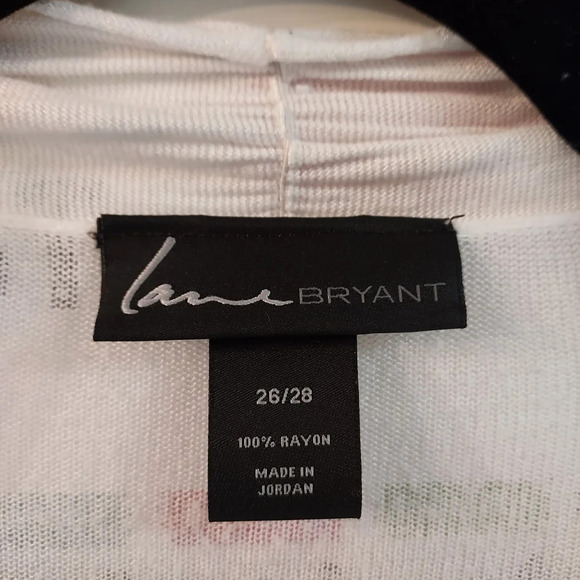 lane BRYANT
26/28
100% RAYON
MADE IN
JORDAN